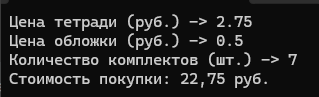 Цена тетради (руб.) -> 2.75
Цена обложки (руб.) -> 0.5
Количество комплектов (шт.) -> 7
Стоимость покупки: 22,75 руб.